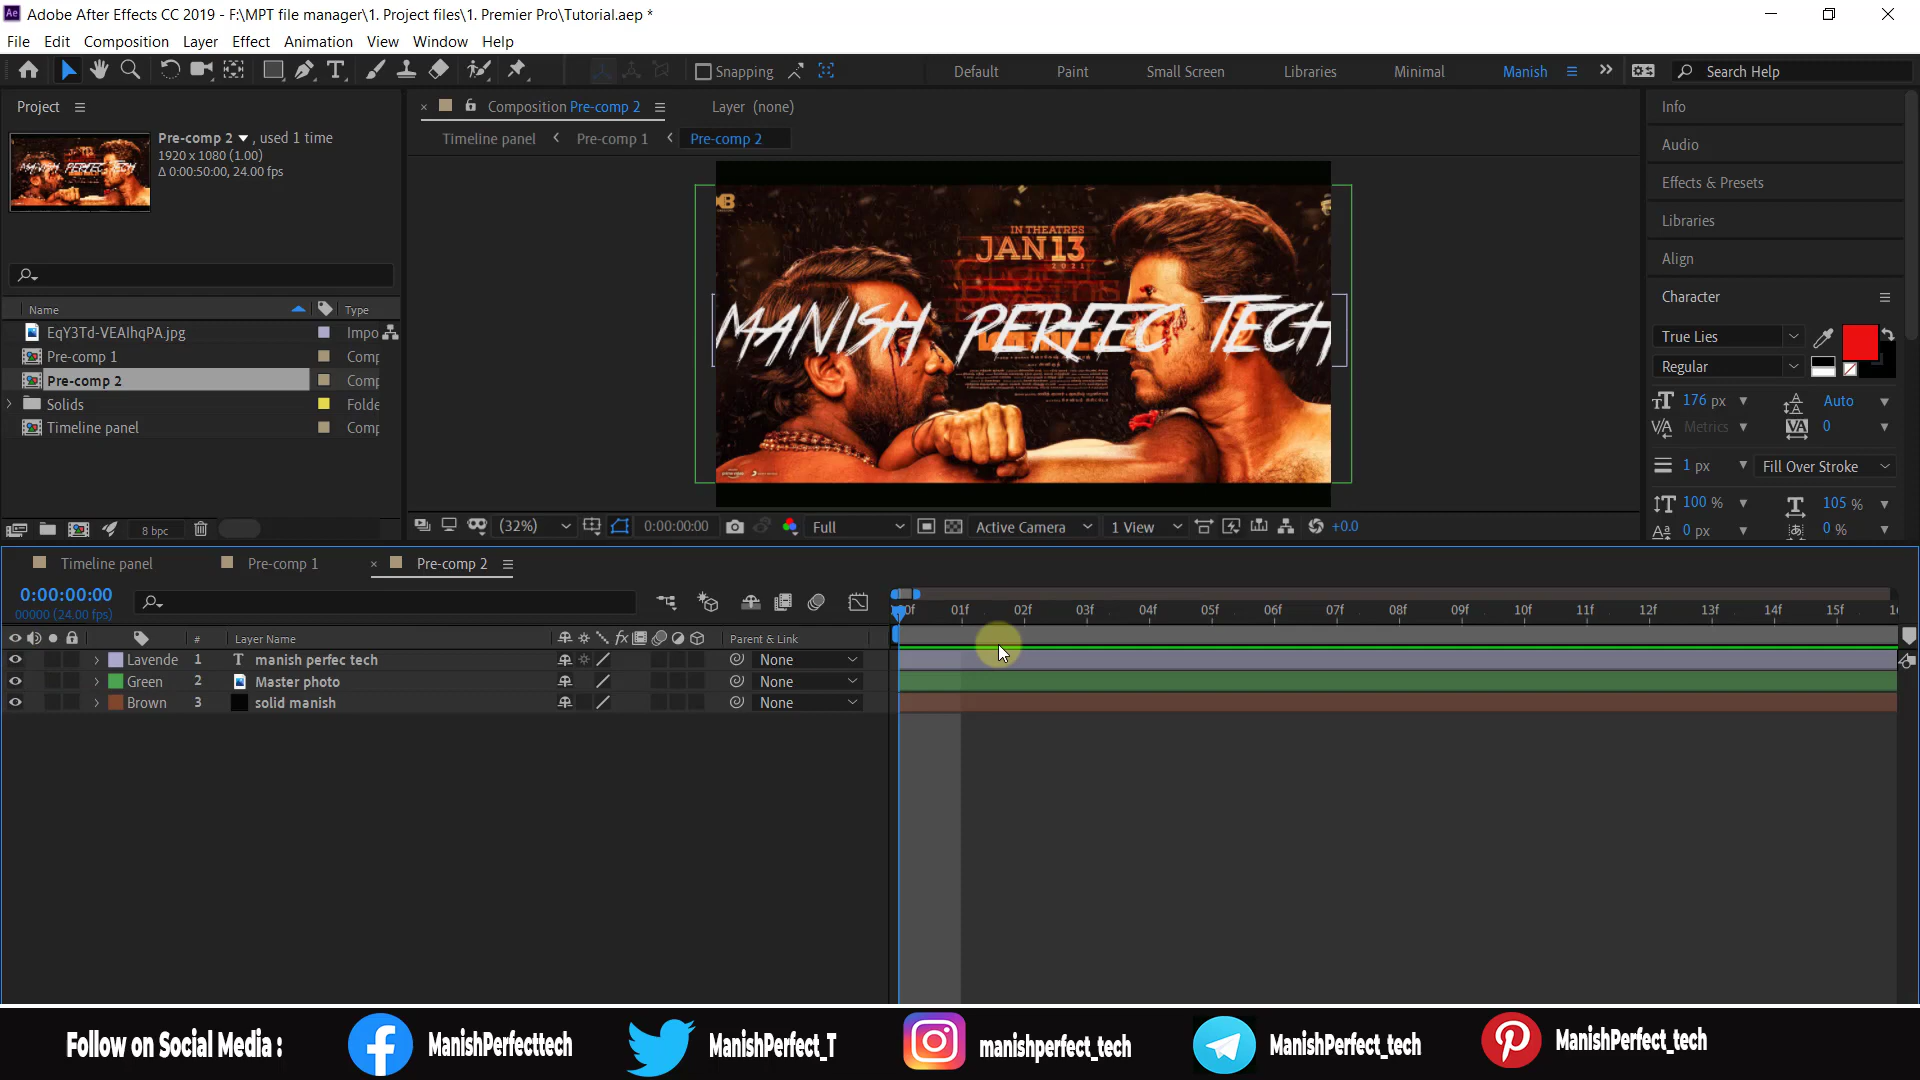 Adobe After Effects CC 2019 - F:\MPT file manager\1. Project files\1. Premier Pro\Tutorial.aep *
File Edit Composition Layer Effect Animation View Window Help
Snapping Default Paint Small Screen Libraries Minimal Manish Search Help
Project
Pre-comp 2 , used 1 time
1920 x 1080 (1.00)
Δ 0:00:50:00, 24.00 fps
Name Type
EqY3Td-VEAIhqPA.jpg Impo
Pre-comp 1 Comp
Pre-comp 2 Comp
Solids Folde
Timeline panel Comp
8 bpc
Composition Pre-comp 2 Layer (none)
Timeline panel Pre-comp 1 Pre-comp 2
IN THEATRES
JAN 13
2021
MANISH PERFEC TECH
(32%) 0:00:00:00 Full Active Camera 1 View +0.0
Info
Audio
Effects & Presets
Libraries
Align
Character
True Lies
Regular
176 px Auto
Metrics 0
1 px Fill Over Stroke
100 % 105 %
0 px 0 %
Timeline panel Pre-comp 1 Pre-comp 2
0:00:00:00
00000 (24.00 fps)
00f 01f 02f 03f 04f 05f 06f 07f 08f 09f 10f 11f 12f 13f 14f 15f 16
# Layer Name Parent & Link
Lavende 1 T manish perfec tech None
Green 2 Master photo None
Brown 3 solid manish None
Follow on Social Media : ManishPerfecttech ManishPerfect_T manishperfect_tech ManishPerfect_tech ManishPerfect_tech